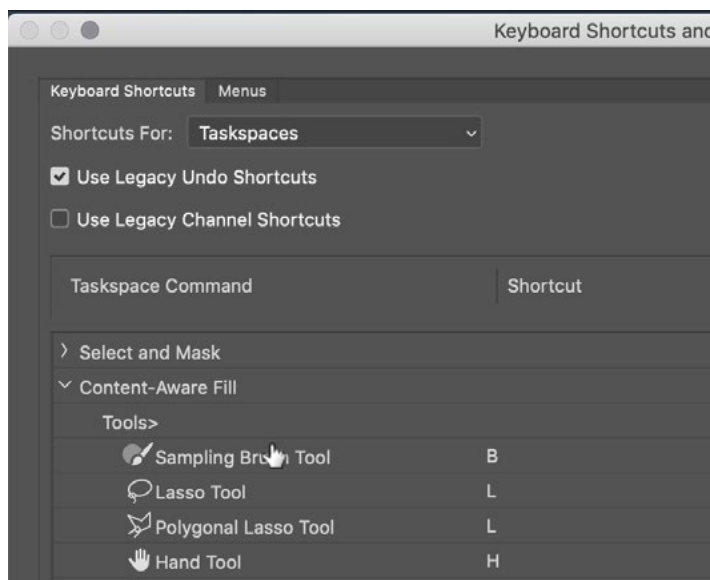 Keyboard Shortcuts and
Keyboard Shortcuts Menus
Shortcuts For: Taskspaces
Use Legacy Undo Shortcuts
Use Legacy Channel Shortcuts
Taskspace Command Shortcut
Select and Mask
Content-Aware Fill
Tools>
Sampling Brush Tool B
Lasso Tool L
Polygonal Lasso Tool L
Hand Tool H